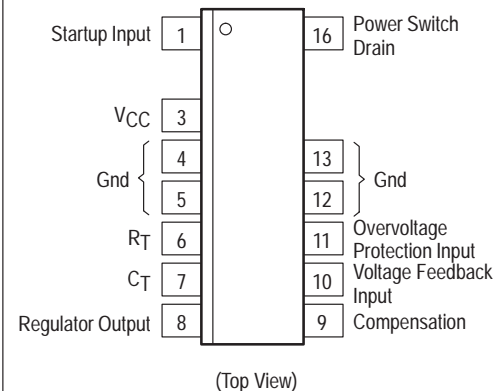 Startup Input 1 16 Power Switch
Drain
VCC 3
4 13
Gnd Gnd
5 12
RT 6 11 Overvoltage
Protection Input
CT 7 10 Voltage Feedback
Input
Regulator Output 8 9 Compensation
(Top View)